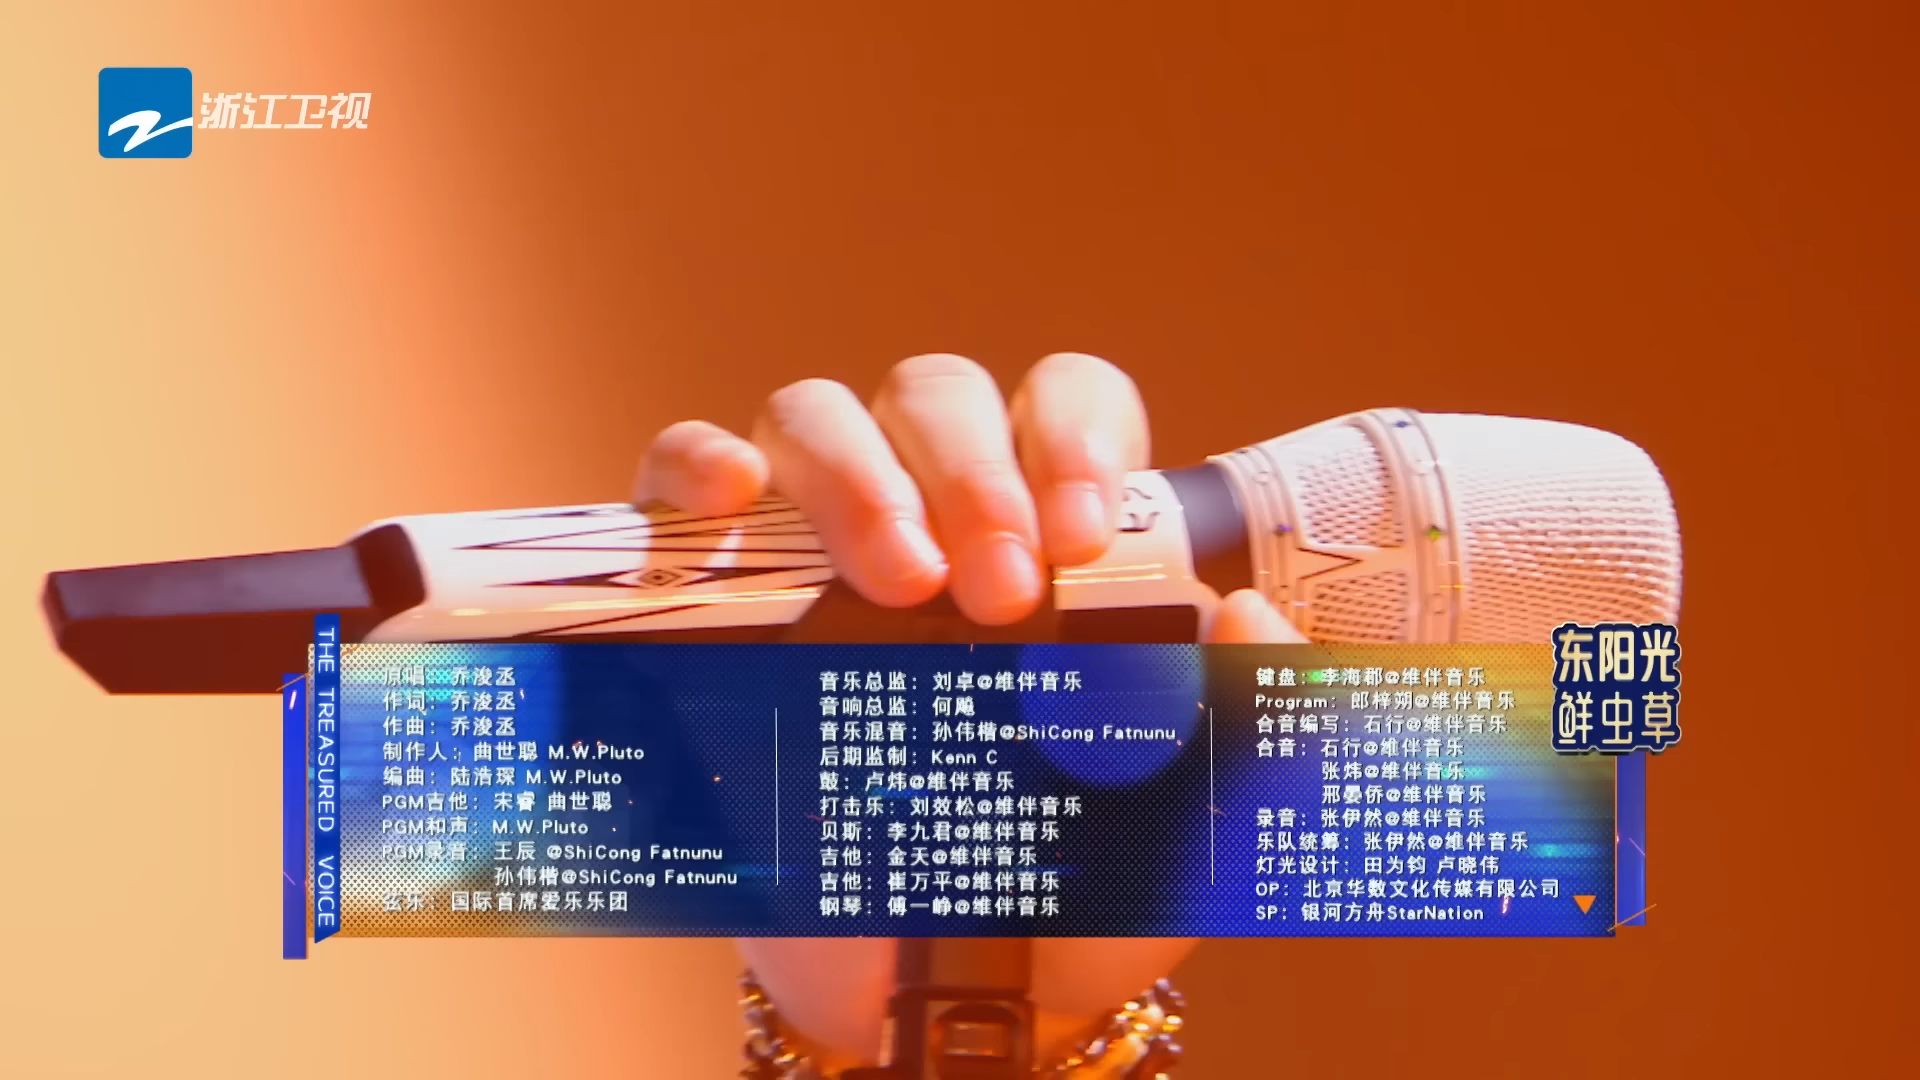 浙江卫视
THE TREASURED VOICE
原唱：乔浚丞
作词：乔浚丞
作曲：乔浚丞
制作人：曲世聪 M.W.Pluto
编曲：陆浩琛 M.W.Pluto
PGM吉他：宋睿 曲世聪
PGM和声：M.W.Pluto
PGM录音：王辰 @ShiCong Fatnunu
孙伟楷@ShiCong Fatnunu
弦乐：国际首席爱乐乐团
音乐总监：刘卓@维伴音乐
音响总监：何飚
音乐混音：孙伟楷@ShiCong Fatnunu
后期监制：Kenn C
鼓：卢炜@维伴音乐
打击乐：刘效松@维伴音乐
贝斯：李九君@维伴音乐
吉他：金天@维伴音乐
吉他：崔万平@维伴音乐
钢琴：傅一峥@维伴音乐
键盘：李海郡@维伴音乐
Program：郎梓朔@维伴音乐
合音编写：石行@维伴音乐
合音：石行@维伴音乐
张炜@维伴音乐
邢晏侨@维伴音乐
录音：张伊然@维伴音乐
乐队统筹：张伊然@维伴音乐
灯光设计：田为钧 卢晓伟
OP：北京华数文化传媒有限公司
SP：银河方舟StarNation
东阳光
鲜虫草